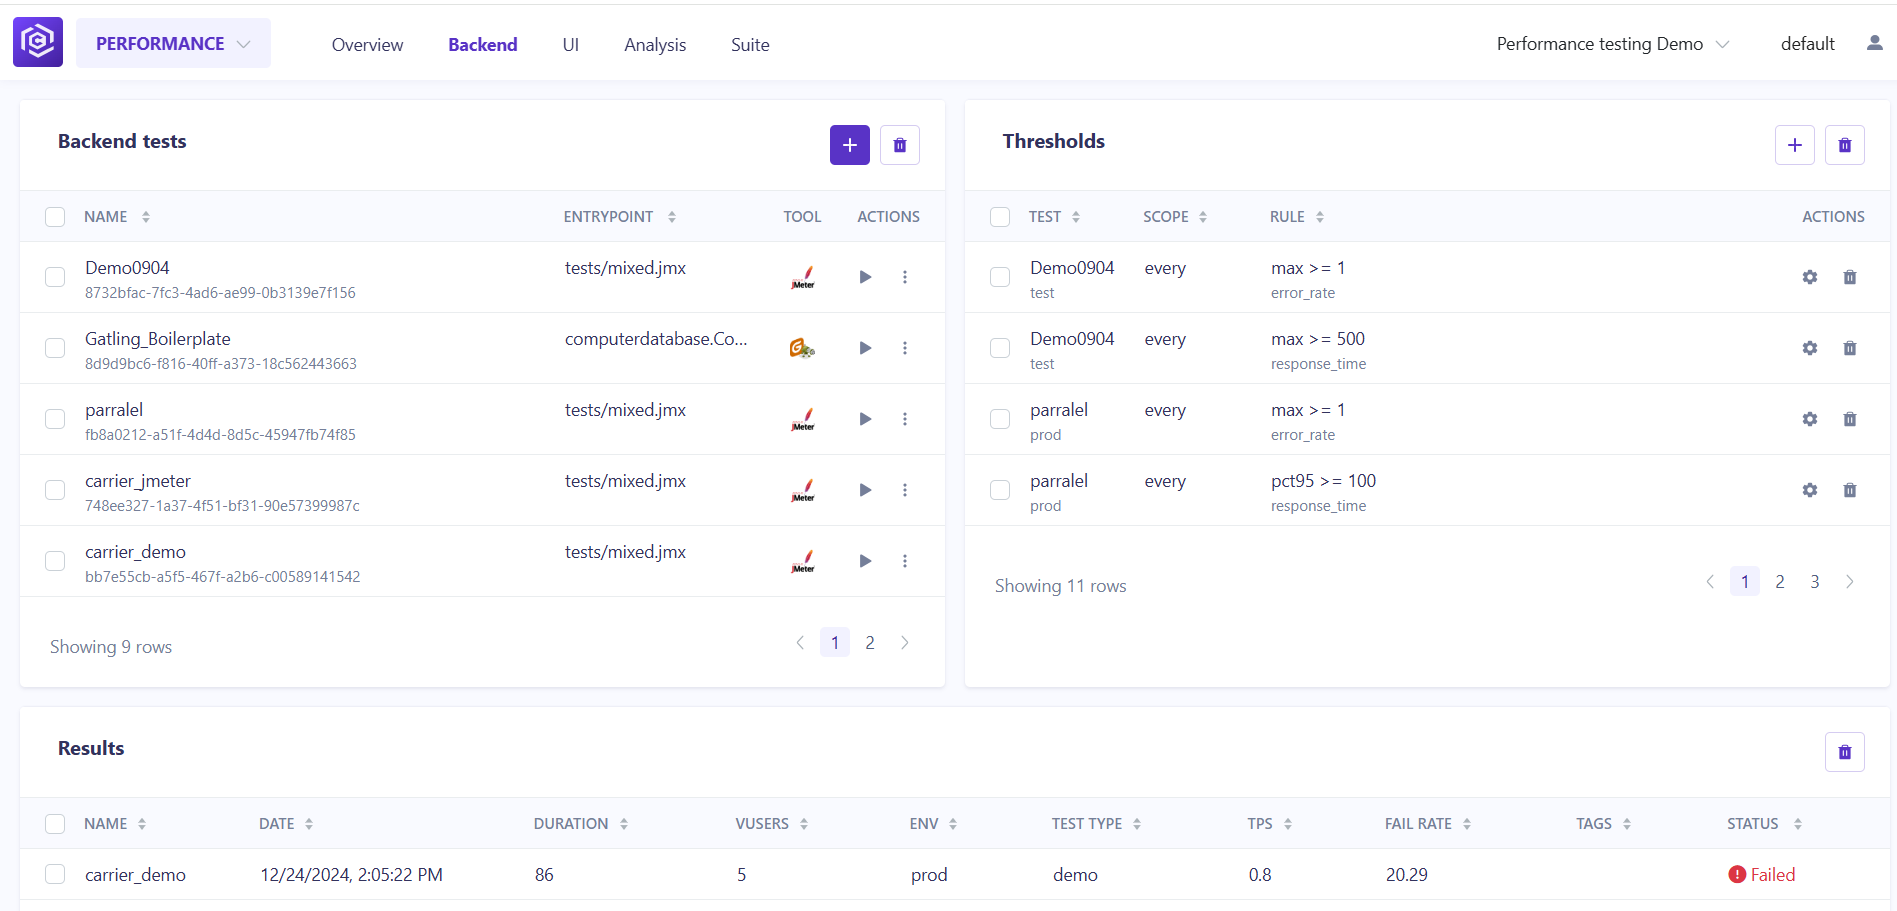 PERFORMANCE
Overview
Backend
UI
Analysis
Suite
Performance testing Demo
default
Backend tests
NAME
ENTRYPOINT
TOOL
ACTIONS
Demo0904
tests/mixed.jmx
8732bfac-7fc3-4ad6-ae99-0b3139e7f156
JMeter
Gatling_Boilerplate
computerdatabase.Co...
8d9d9bc6-f816-40ff-a373-18c562443663
parralel
tests/mixed.jmx
fb8a0212-a51f-4d4d-8d5c-45947fb74f85
JMeter
carrier_jmeter
tests/mixed.jmx
748ee327-1a37-4f51-bf31-90e57399987c
JMeter
carrier_demo
tests/mixed.jmx
bb7e55cb-a5f5-467f-a2b6-c00589141542
JMeter
Showing 9 rows
1
2
Thresholds
TEST
SCOPE
RULE
ACTIONS
Demo0904
every
max >= 1
test
error_rate
Demo0904
every
max >= 500
test
response_time
parralel
every
max >= 1
prod
error_rate
parralel
every
pct95 >= 100
prod
response_time
Showing 11 rows
1
2
3
Results
NAME
DATE
DURATION
VUSERS
ENV
TEST TYPE
TPS
FAIL RATE
TAGS
STATUS
carrier_demo
12/24/2024, 2:05:22 PM
86
5
prod
demo
0.8
20.29
Failed